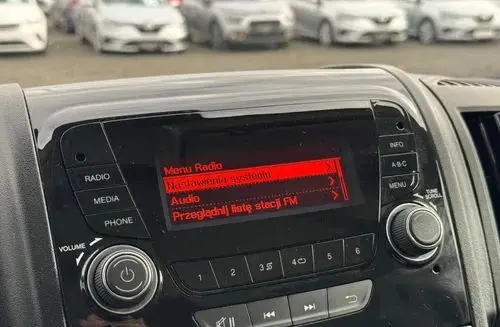 Menu Radio
Nastawienia systemu
Audio
Przeglądnij listę stacji FM
RADIO
MEDIA
PHONE
VOLUME
INFO
A-B-C
MENU
TUNE
SCROLL
1 2 3 4 5 6